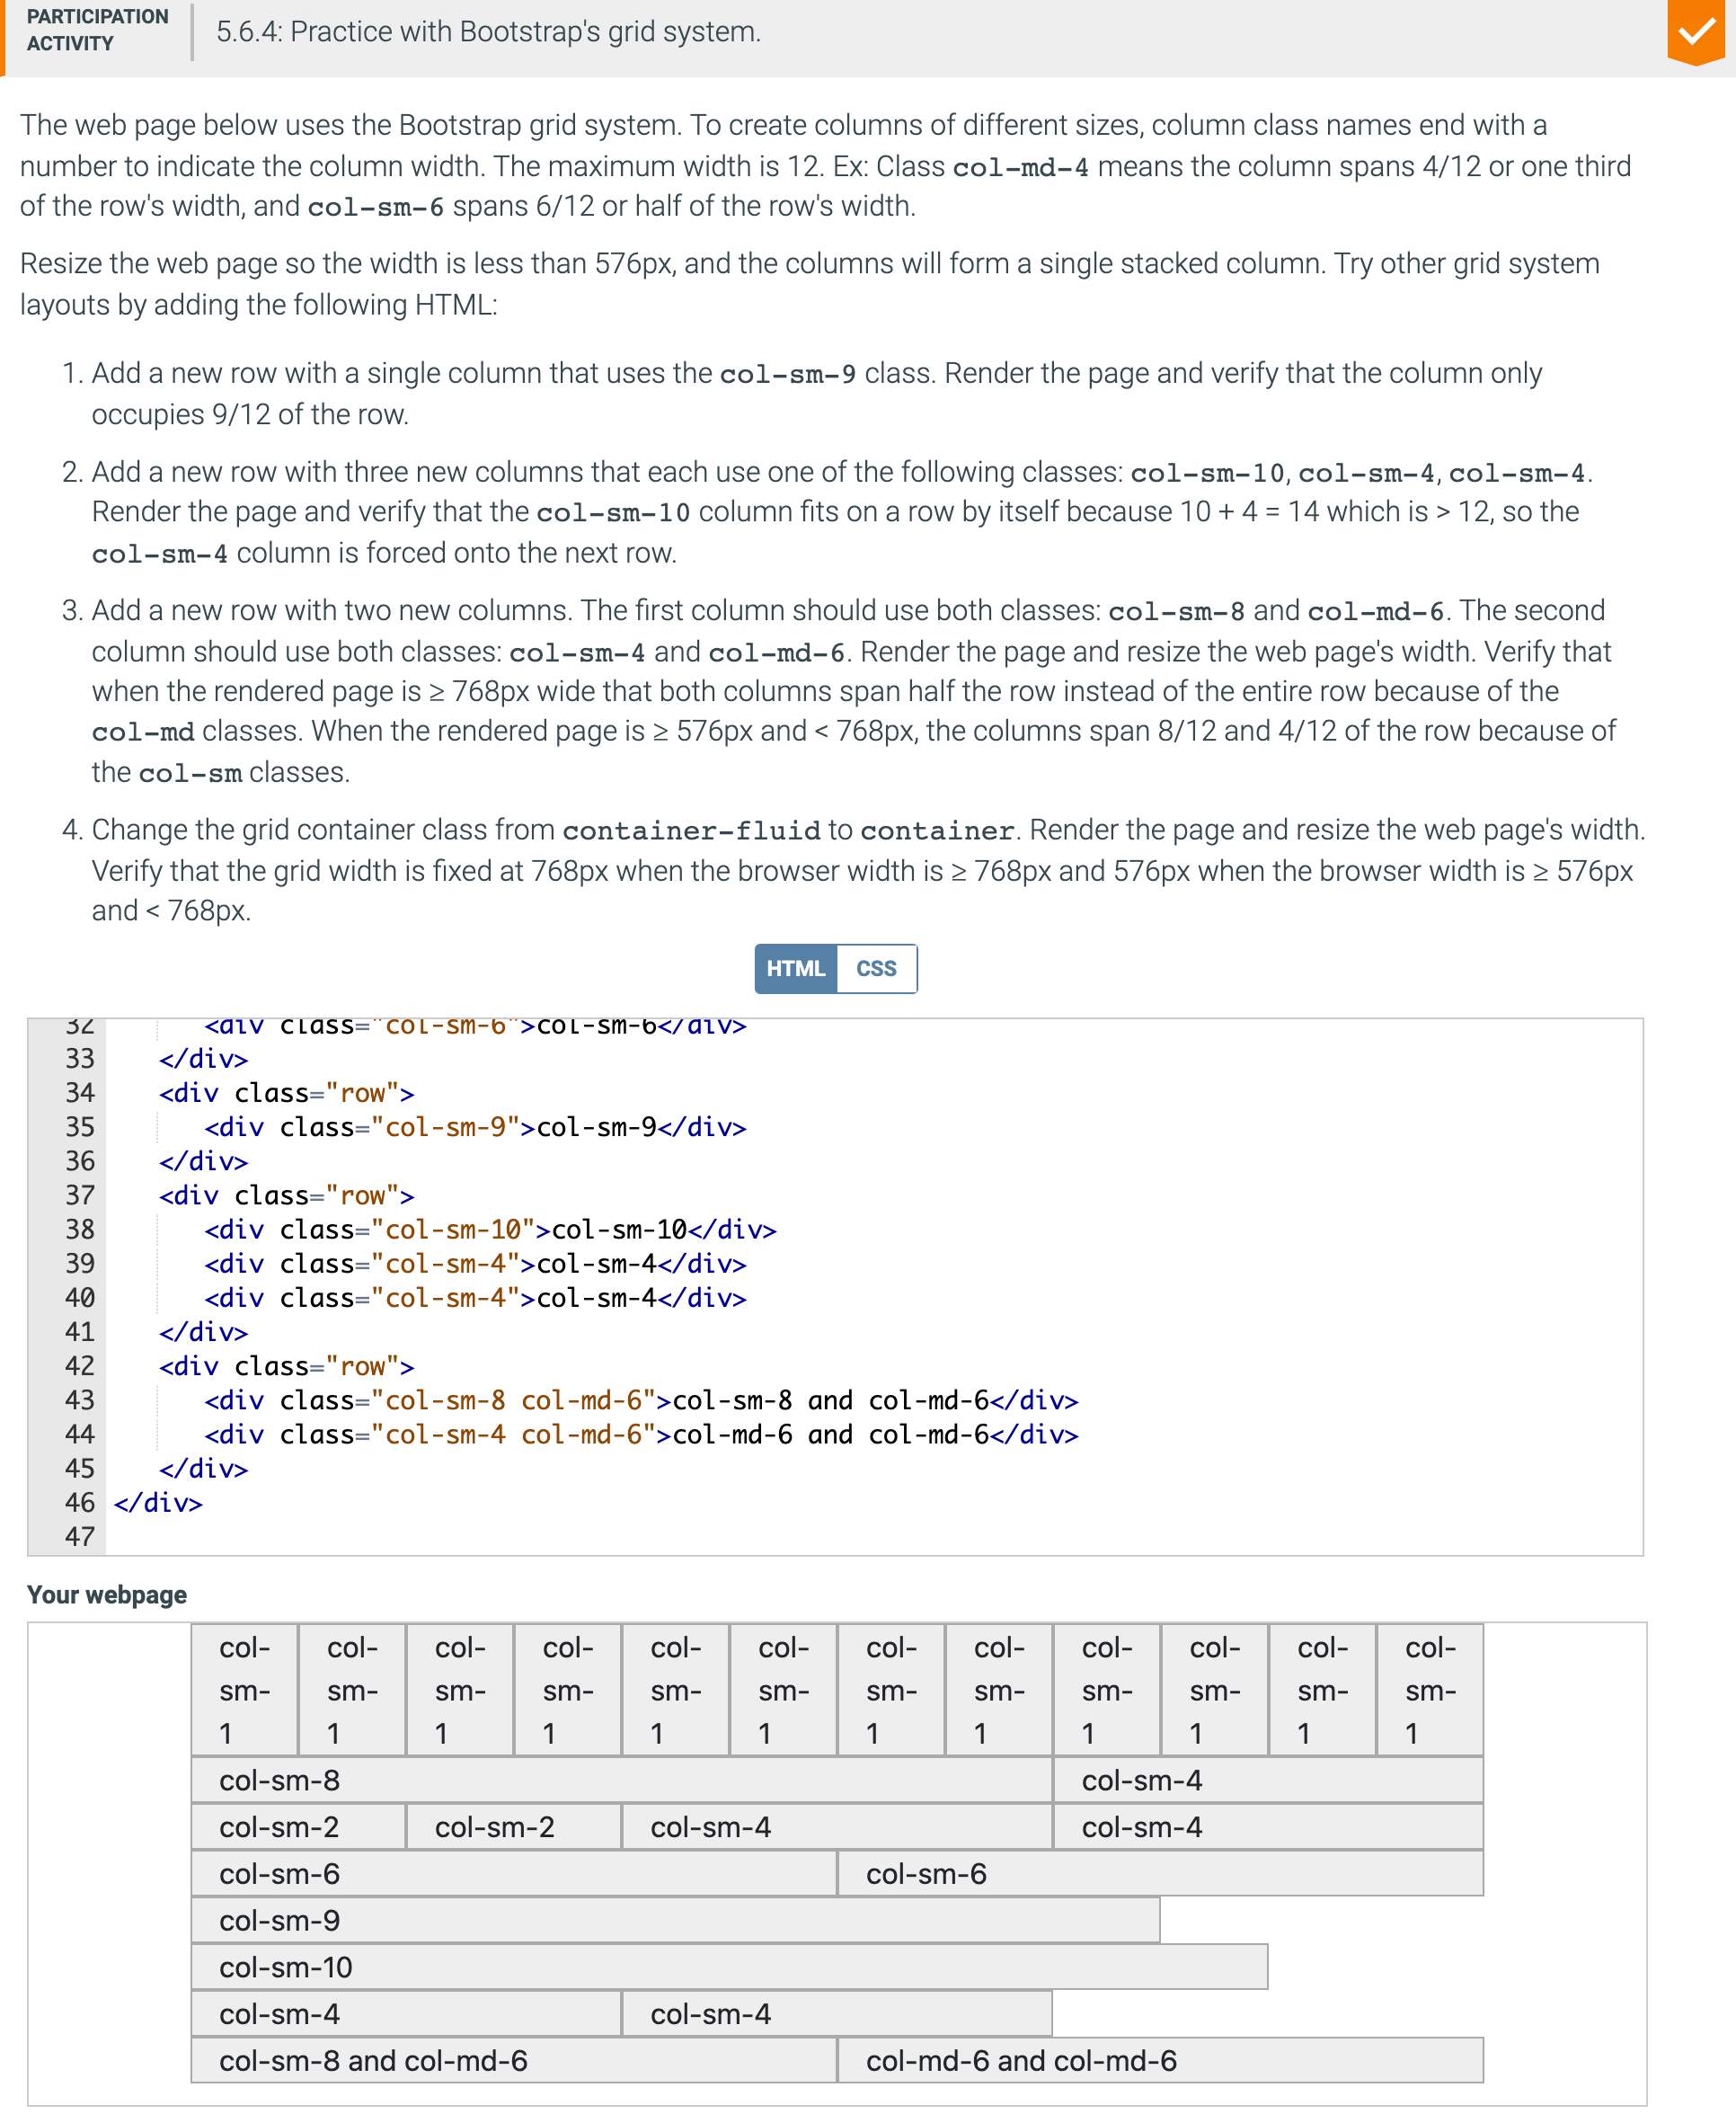 PARTICIPATION
ACTIVITY
5.6.4: Practice with Bootstrap's grid system.
The web page below uses the Bootstrap grid system. To create columns of different sizes, column class names end with a
number to indicate the column width. The maximum width is 12. Ex: Class col-md-4 means the column spans 4/12 or one third
of the row's width, and col-sm-6 spans 6/12 or half of the row's width.
Resize the web page so the width is less than 576px, and the columns will form a single stacked column. Try other grid system
layouts by adding the following HTML:
1. Add a new row with a single column that uses the col-sm-9 class. Render the page and verify that the column only
occupies 9/12 of the row.
2. Add a new row with three new columns that each use one of the following classes: col-sm-10, col-sm-4, col-sm-4.
Render the page and verify that the col-sm-10 column fits on a row by itself because 10 + 4 = 14 which is > 12, so the
col-sm-4 column is forced onto the next row.
3. Add a new row with two new columns. The first column should use both classes: col-sm-8 and col-md-6. The second
column should use both classes: col-sm-4 and col-md-6. Render the page and resize the web page's width. Verify that
when the rendered page is ≥ 768px wide that both columns span half the row instead of the entire row because of the
col-md classes. When the rendered page is ≥ 576px and < 768px, the columns span 8/12 and 4/12 of the row because of
the col-sm classes.
4. Change the grid container class from container-fluid to container. Render the page and resize the web page's width.
Verify that the grid width is fixed at 768px when the browser width is ≥ 768px and 576px when the browser width is ≥ 576px
and < 768px.
HTML CSS
32 <div class="col-sm-6">col-sm-6</div>
33 </div>
34 <div class="row">
35 <div class="col-sm-9">col-sm-9</div>
36 </div>
37 <div class="row">
38 <div class="col-sm-10">col-sm-10</div>
39 <div class="col-sm-4">col-sm-4</div>
40 <div class="col-sm-4">col-sm-4</div>
41 </div>
42 <div class="row">
43 <div class="col-sm-8 col-md-6">col-sm-8 and col-md-6</div>
44 <div class="col-sm-4 col-md-6">col-md-6 and col-md-6</div>
45 </div>
46 </div>
47
Your webpage
col- col- col- col- col- col- col- col- col- col- col- col-
sm- sm- sm- sm- sm- sm- sm- sm- sm- sm- sm- sm-
1 1 1 1 1 1 1 1 1 1 1 1
col-sm-8 col-sm-4
col-sm-2 col-sm-2 col-sm-4 col-sm-4
col-sm-6 col-sm-6
col-sm-9
col-sm-10
col-sm-4 col-sm-4
col-sm-8 and col-md-6 col-md-6 and col-md-6